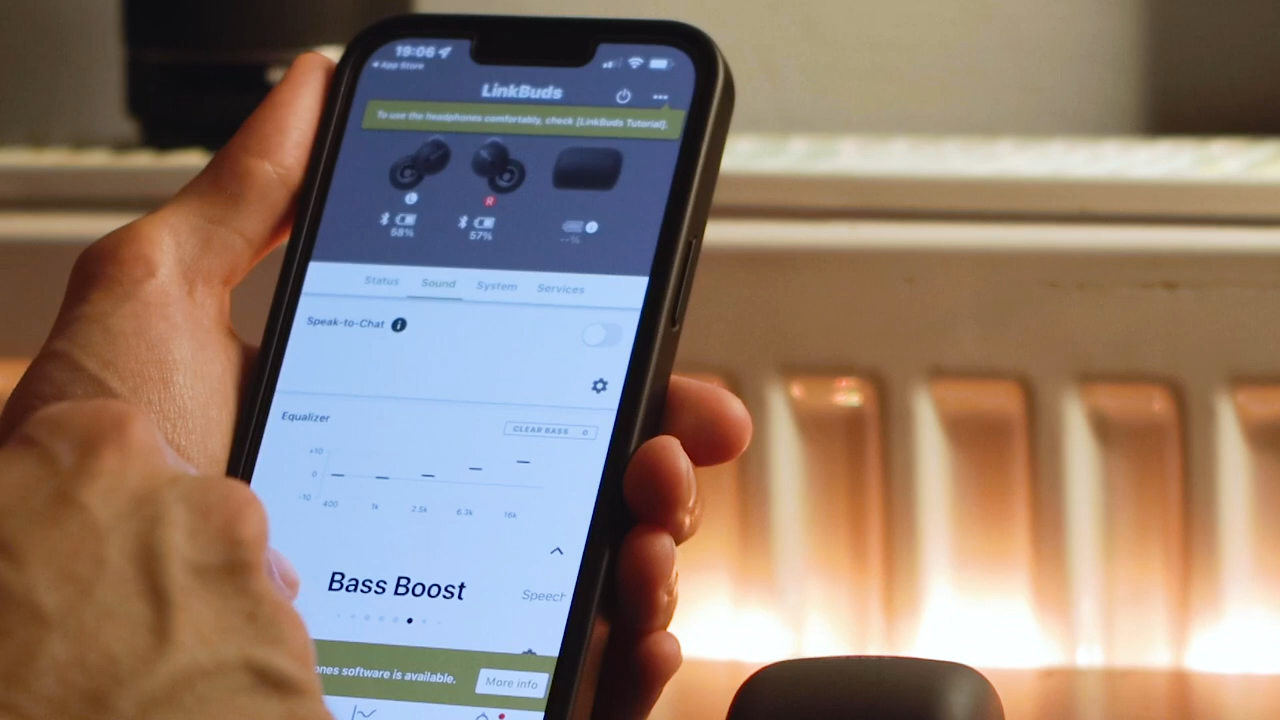 19:06
App Store
LinkBuds
To use the headphones comfortably, check [LinkBuds Tutorial].
L R
58% 57% --%
Status Sound System Services
Speak-to-Chat i
Equalizer
CLEAR BASS 0
+10
0
-10
400 1k 2.5k 6.3k 16k
Bass Boost Speech
ones software is available. More info